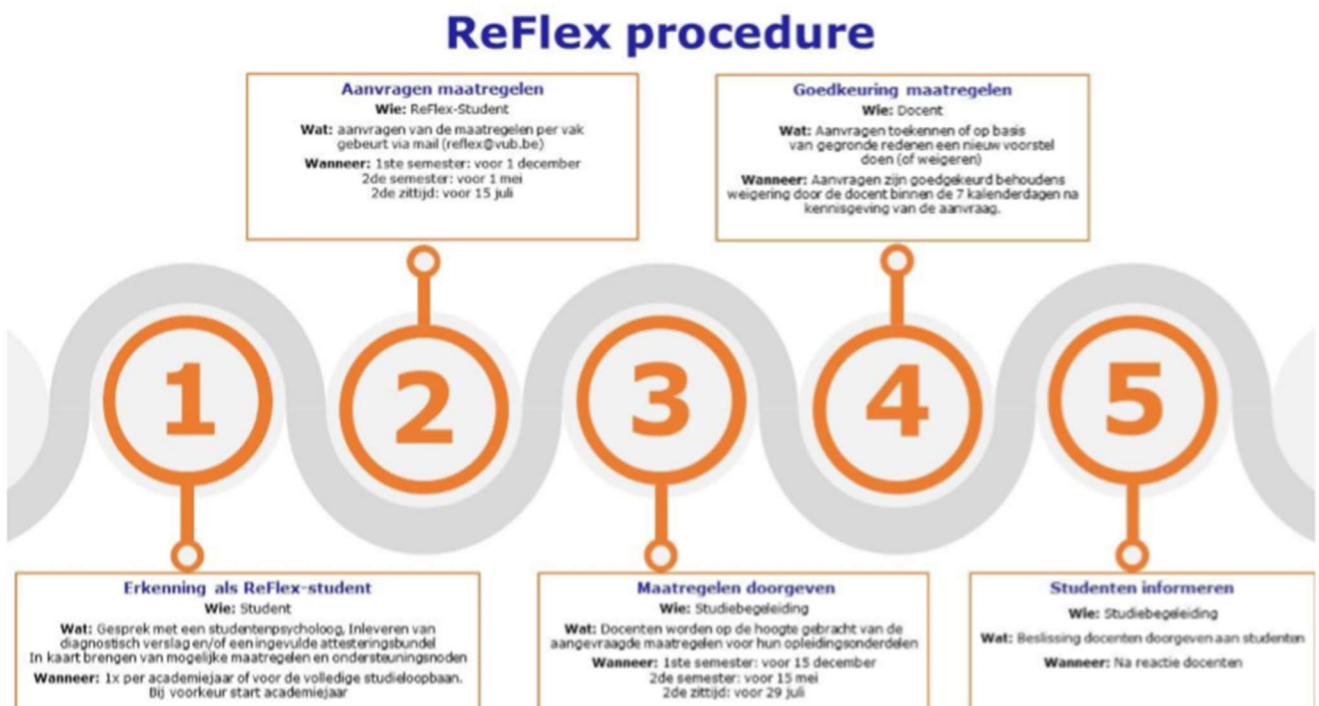 ReFlex procedure
Aanvragen maatregelen
Wie: ReFlex-Student
Wat: aanvragen van de maatregelen per vak
gebeurt via mail (reflex@vub.be)
Wanneer: 1ste semester: voor 1 december
2de semester: voor 1 mei
2de zittijd: voor 15 juli
Goedkeuring maatregelen
Wie: Docent
Wat: Aanvragen toekennen of op basis
van gegronde redenen een nieuw voorstel
doen (of weigeren)
Wanneer: Aanvragen zijn goedgekeurd behoudens
weigering door de docent binnen de 7 kalenderdagen na
kennisgeving van de aanvraag.
1
2
3
4
5
Erkenning als ReFlex-student
Wie: Student
Wat: Gesprek met een studentenpsycholoog, Inleveren van
diagnostisch verslag en/of een ingevulde attesteringsbundel
In kaart brengen van mogelijke maatregelen en ondersteuningsnoden
Wanneer: 1x per academiejaar of voor de volledige studieloopbaan.
Bij voorkeur start academiejaar
Maatregelen doorgeven
Wie: Studiebegeleiding
Wat: Docenten worden op de hoogte gebracht van de
aangevraagde maatregelen voor hun opleidingsonderdelen
Wanneer: 1ste semester: voor 15 december
2de semester: voor 15 mei
2de zittijd: voor 29 juli
Studenten informeren
Wie: Studiebegeleiding
Wat: Beslissing docenten doorgeven aan studenten
Wanneer: Na reactie docenten